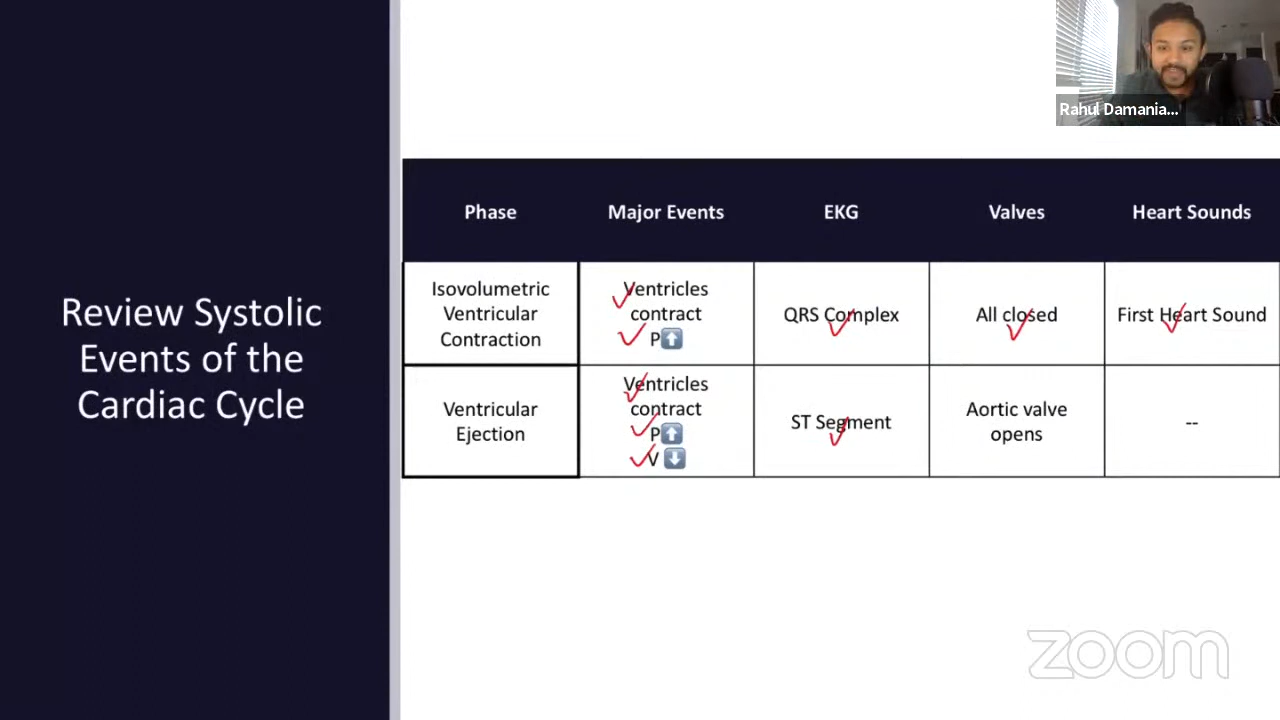 Rahul Damania...
Review Systolic
Events of the
Cardiac Cycle
Phase
Major Events
EKG
Valves
Heart Sounds
Isovolumetric
Ventricular
Contraction
Ventricles
contract
P⬆️
QRS Complex
All closed
First Heart Sound
Ventricular
Ejection
Ventricles
contract
P⬆️
V ⬇️
ST Segment
Aortic valve
opens
--
zoom